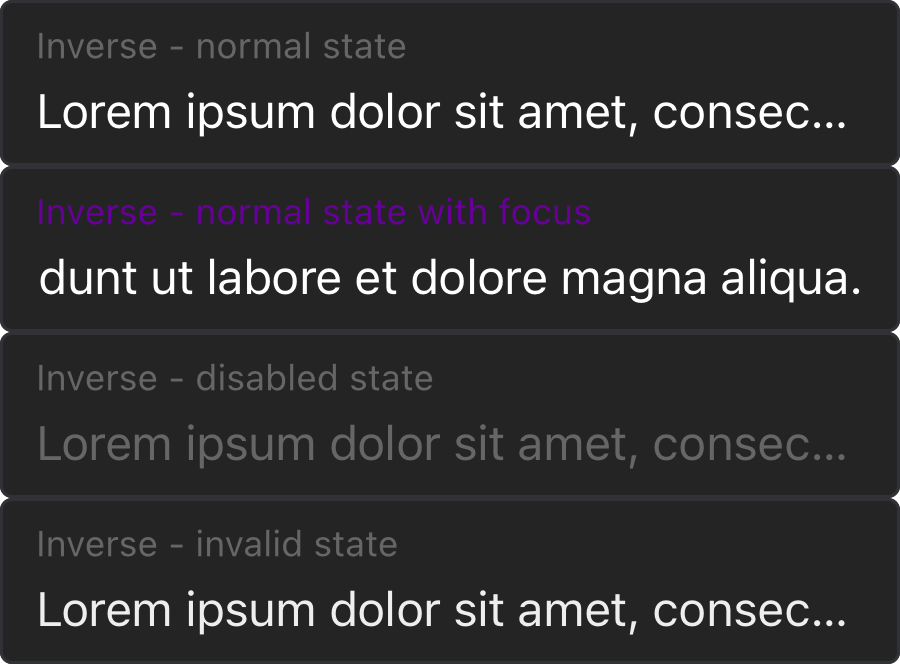 Inverse - normal state
Lorem ipsum dolor sit amet, consec...
Inverse - normal state with focus
dunt ut labore et dolore magna aliqua.
Inverse - disabled state
Lorem ipsum dolor sit amet, consec...
Inverse - invalid state
Lorem ipsum dolor sit amet, consec...